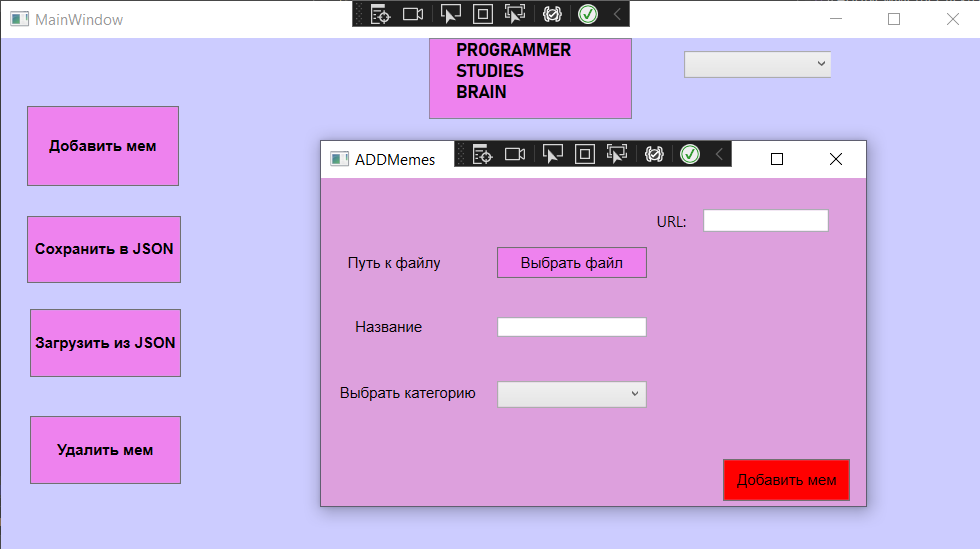 MainWindow
PROGRAMMER
STUDIES
BRAIN
Добавить мем
Сохранить в JSON
Загрузить из JSON
Удалить мем
ADDMemes
URL:
Путь к файлу
Выбрать файл
Название
Выбрать категорию
Добавить мем